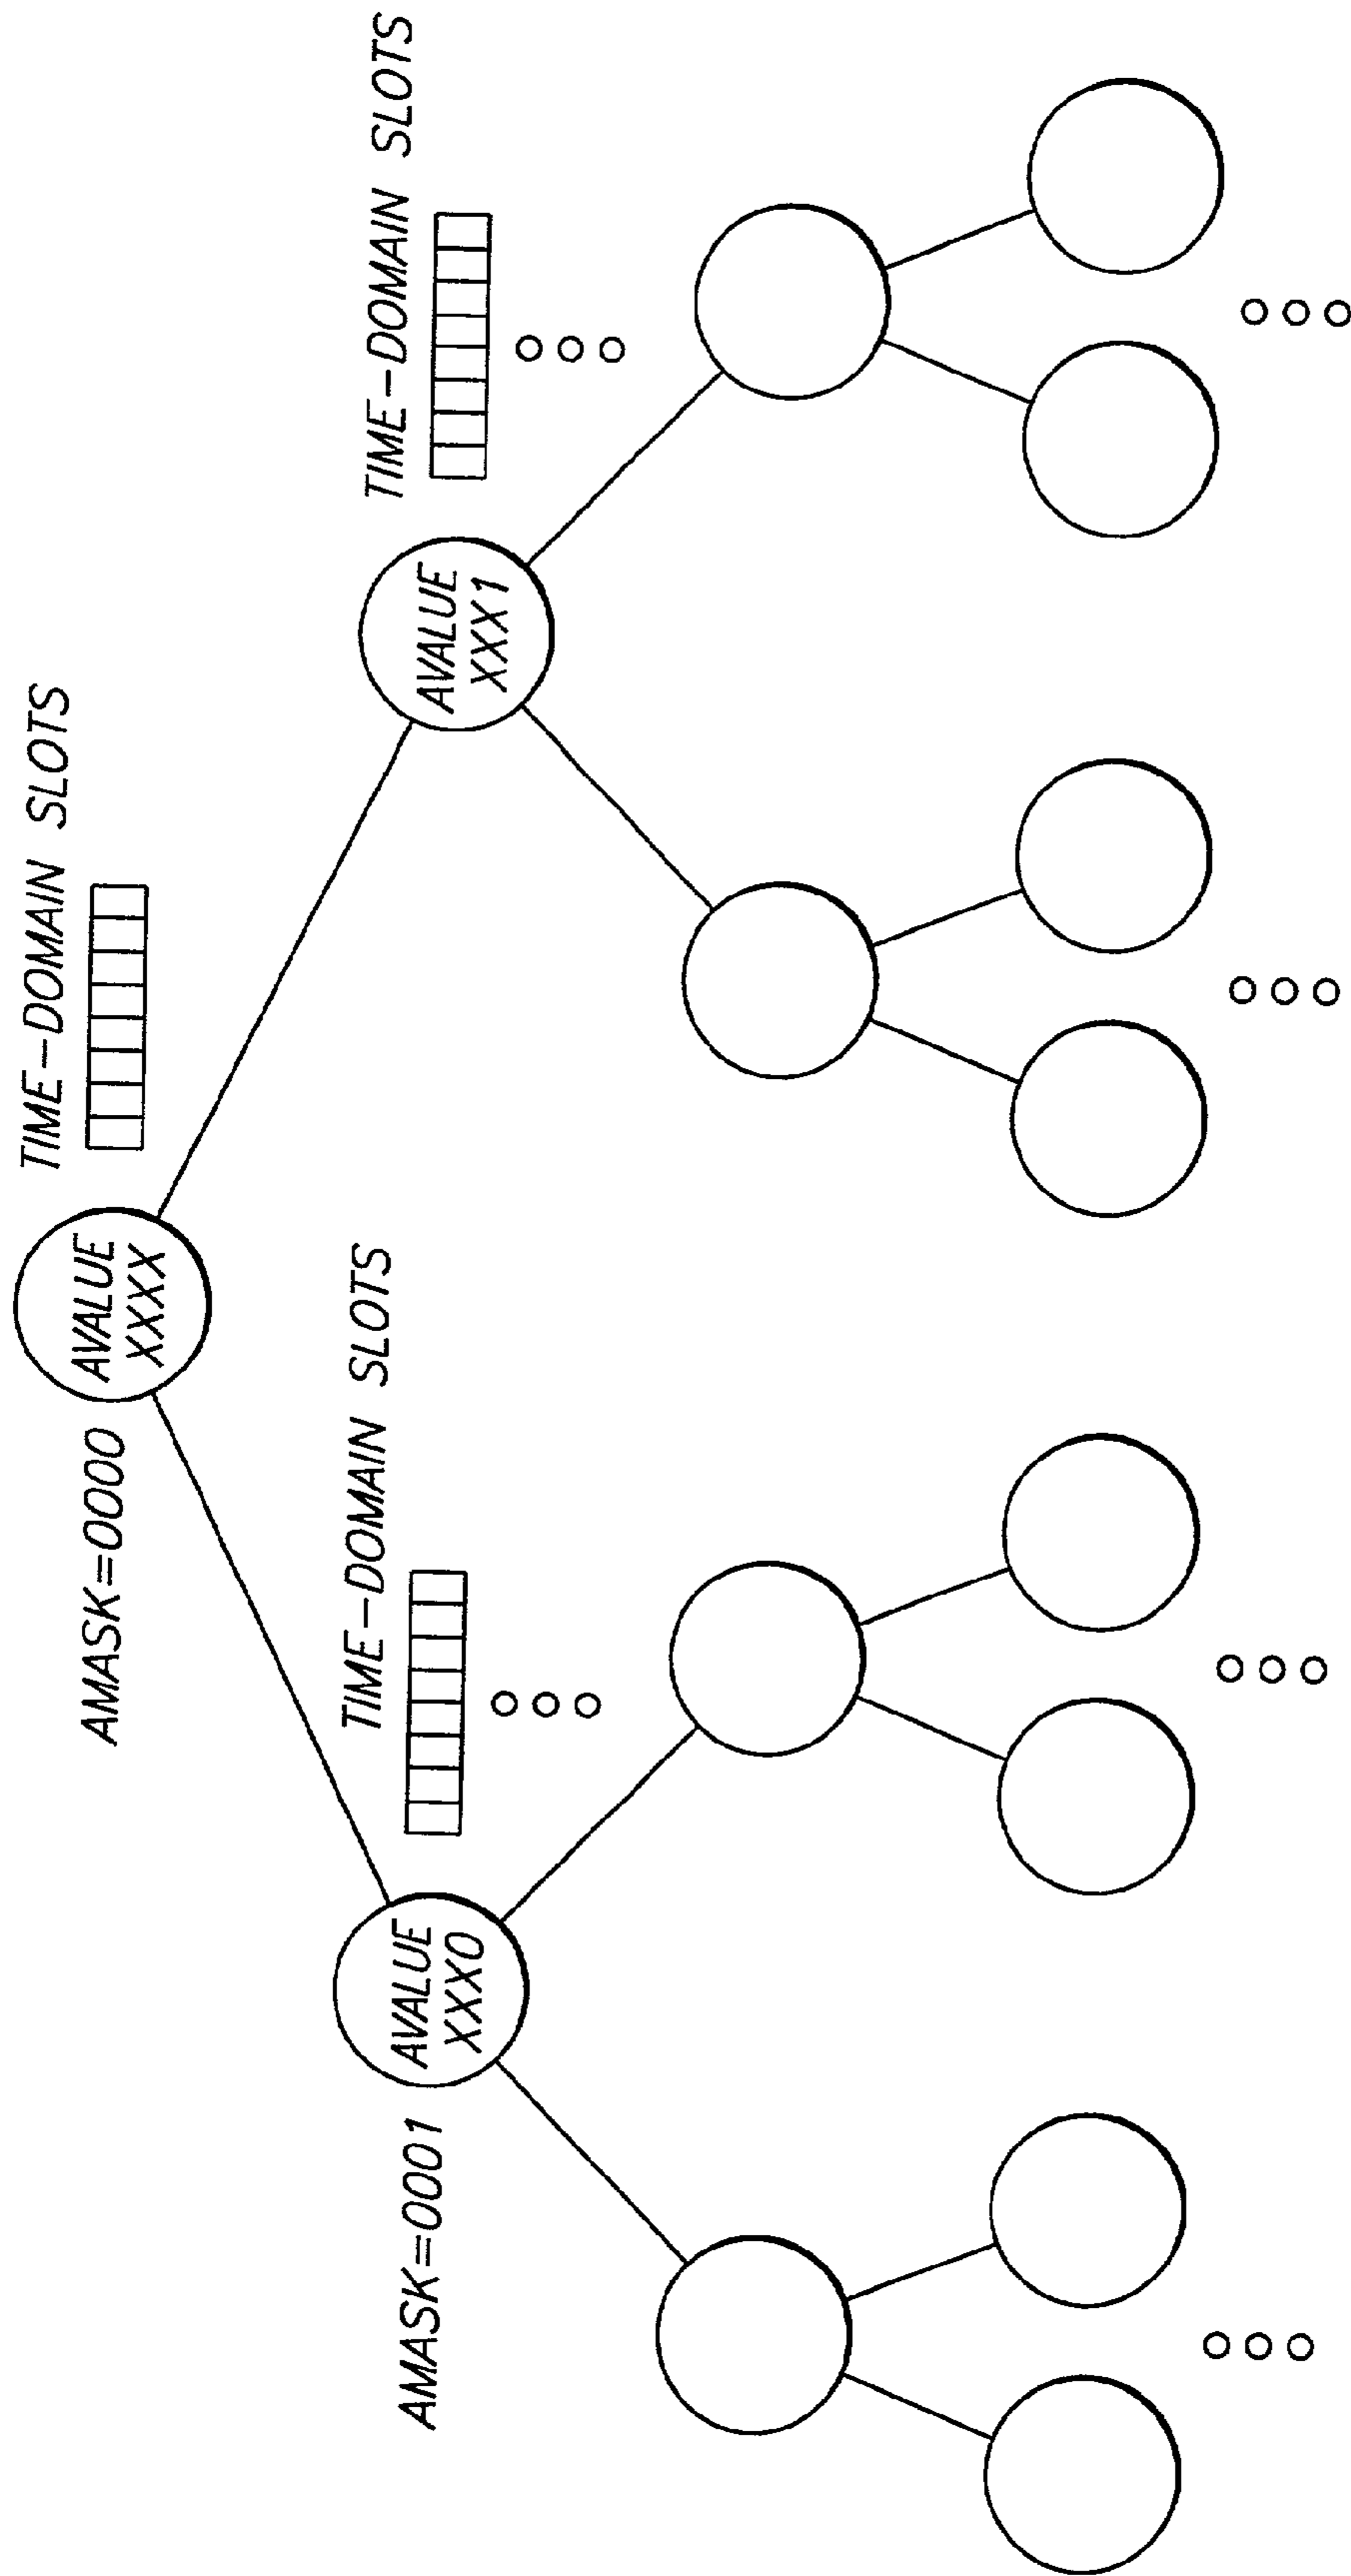 TIME-DOMAIN SLOTS
AMASK=0000
AVALUE
XXXX
TIME-DOMAIN SLOTS
TIME-DOMAIN SLOTS
AMASK=0001
AVALUE
XXX0
AVALUE
XXX1